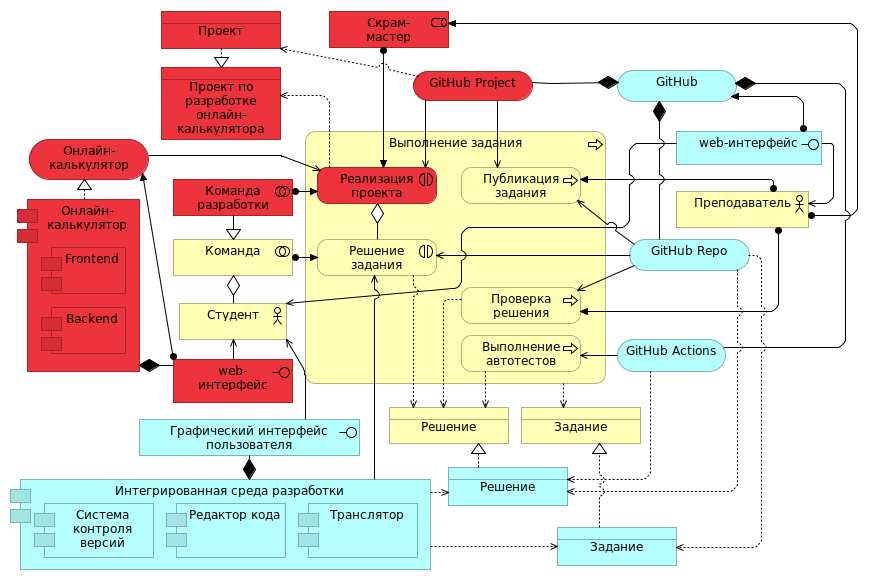 Проект
Скрам-
мастер
Проект по
разработке
онлайн-
калькулятора
GitHub Project
GitHub
Выполнение задания
web-интерфейс
Онлайн-
калькулятор
Команда
разработки
Реализация
проекта
Публикация
задания
Преподаватель
Онлайн-
калькулятор
Frontend
Backend
Команда
Решение
задания
GitHub Repo
Студент
Проверка
решения
Выполнение
автотестов
GitHub Actions
web-
интерфейс
Графический интерфейс
пользователя
Решение
Задание
Интегрированная среда разработки
Система
контроля
версий
Редактор кода
Транслятор
Решение
Задание